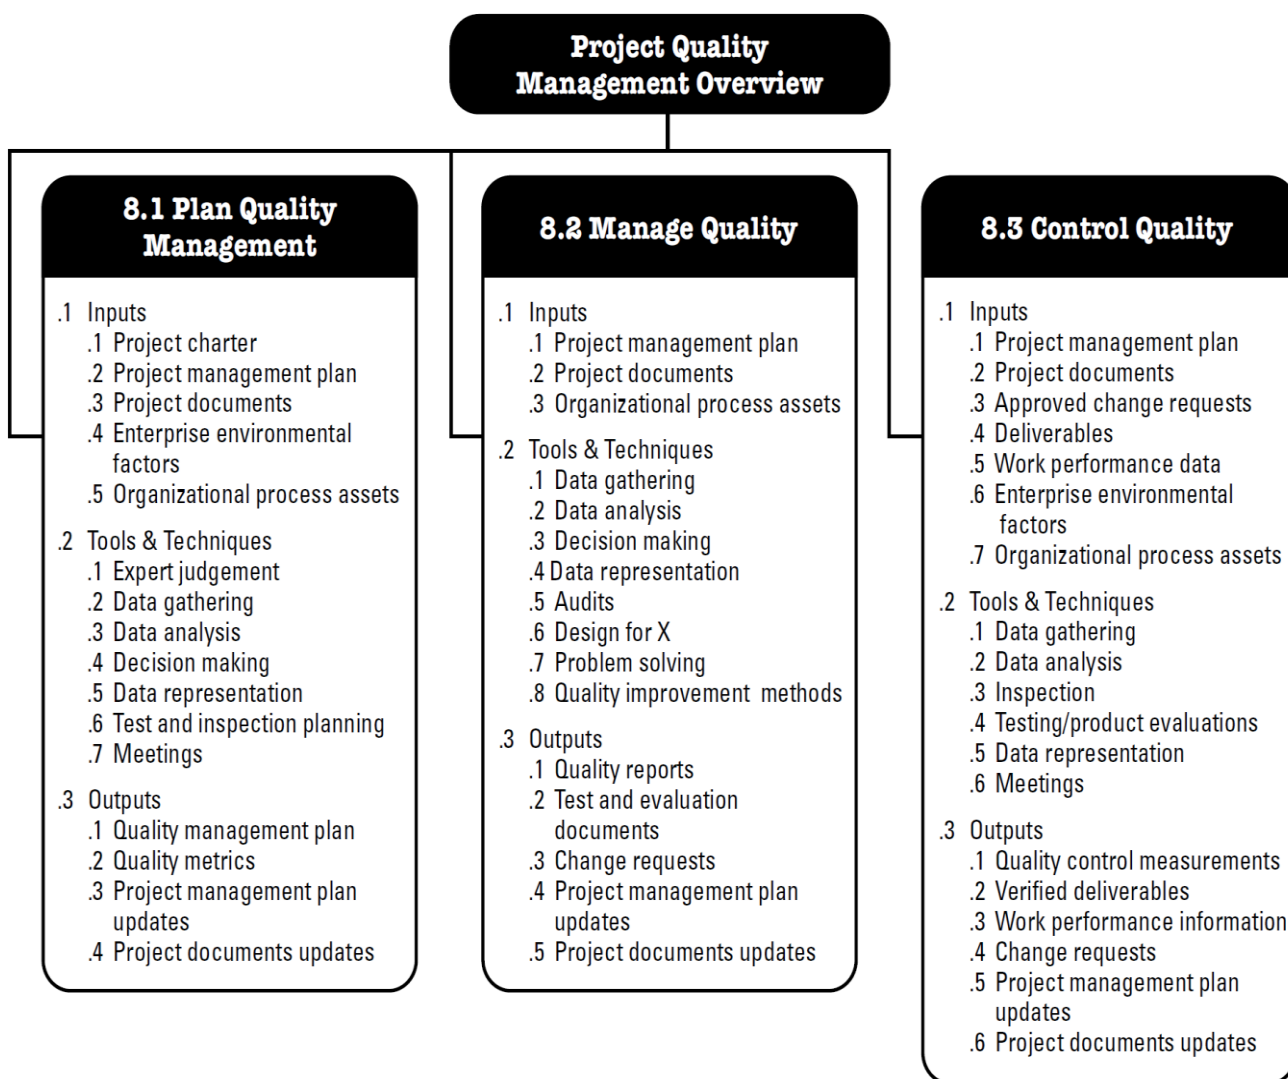 Project Quality
Management Overview
8.1 Plan Quality
Management
.1 Inputs
.1 Project charter
.2 Project management plan
.3 Project documents
.4 Enterprise environmental
factors
.5 Organizational process assets
.2 Tools & Techniques
.1 Expert judgement
.2 Data gathering
.3 Data analysis
.4 Decision making
.5 Data representation
.6 Test and inspection planning
.7 Meetings
.3 Outputs
.1 Quality management plan
.2 Quality metrics
.3 Project management plan
updates
.4 Project documents updates
8.2 Manage Quality
.1 Inputs
.1 Project management plan
.2 Project documents
.3 Organizational process assets
.2 Tools & Techniques
.1 Data gathering
.2 Data analysis
.3 Decision making
.4 Data representation
.5 Audits
.6 Design for X
.7 Problem solving
.8 Quality improvement methods
.3 Outputs
.1 Quality reports
.2 Test and evaluation
documents
.3 Change requests
.4 Project management plan
updates
.5 Project documents updates
8.3 Control Quality
.1 Inputs
.1 Project management plan
.2 Project documents
.3 Approved change requests
.4 Deliverables
.5 Work performance data
.6 Enterprise environmental
factors
.7 Organizational process assets
.2 Tools & Techniques
.1 Data gathering
.2 Data analysis
.3 Inspection
.4 Testing/product evaluations
.5 Data representation
.6 Meetings
.3 Outputs
.1 Quality control measurements
.2 Verified deliverables
.3 Work performance information
.4 Change requests
.5 Project management plan
updates
.6 Project documents updates